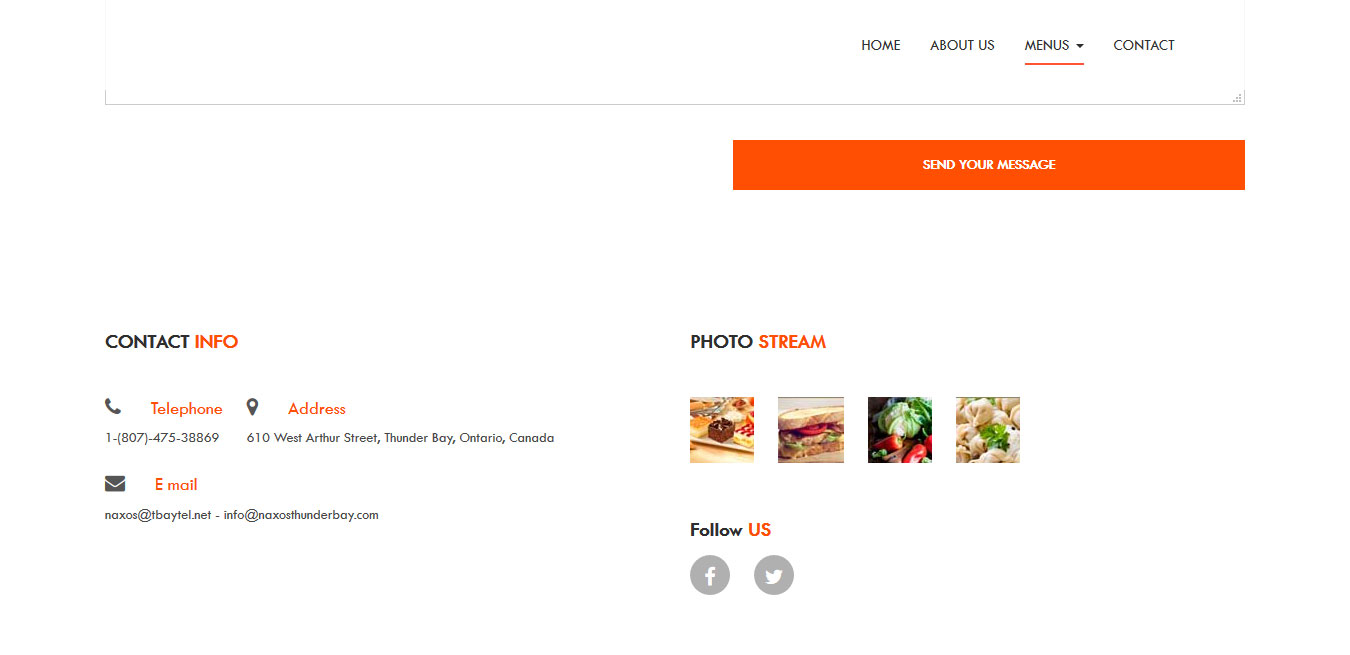 HOME ABOUT US MENUS CONTACT
SEND YOUR MESSAGE
CONTACT INFO
Telephone
1-(807)-475-38869
Address
610 West Arthur Street, Thunder Bay, Ontario, Canada
E mail
naxos@tbaytel.net - info@naxosthunderbay.com
PHOTO STREAM
Follow US